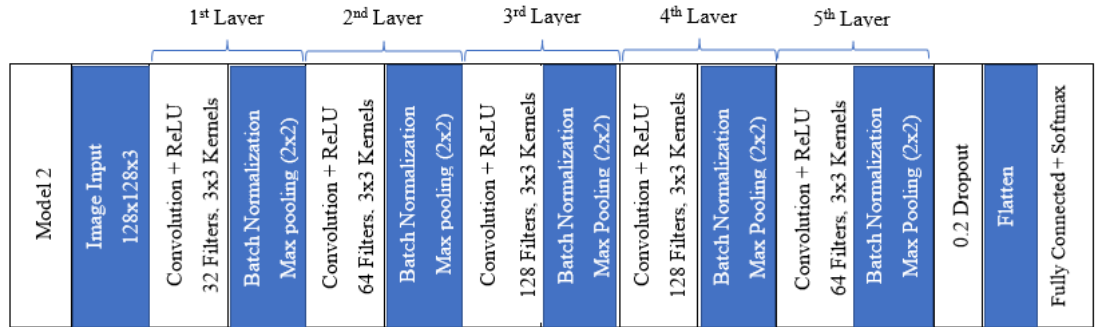 1st Layer
2nd Layer
3rd Layer
4th Layer
5th Layer
Model 2
Image Input
128x128x3
Convolution + ReLU
32 Filters, 3x3 Kernels
Batch Normalization
Max pooling (2x2)
Convolution + ReLU
64 Filters, 3x3 Kernels
Batch Normalization
Max pooling (2x2)
Convolution + ReLU
128 Filters, 3x3 Kernels
Batch Normalization
Max Pooling (2x2)
Convolution + ReLU
128 Filters, 3x3 Kernels
Batch Normalization
Max Pooling (2x2)
Convolution + ReLU
64 Filters, 3x3 Kernels
Batch Normalization
Max Pooling (2x2)
0.2 Dropout
Flatten
Fully Connected + Softmax